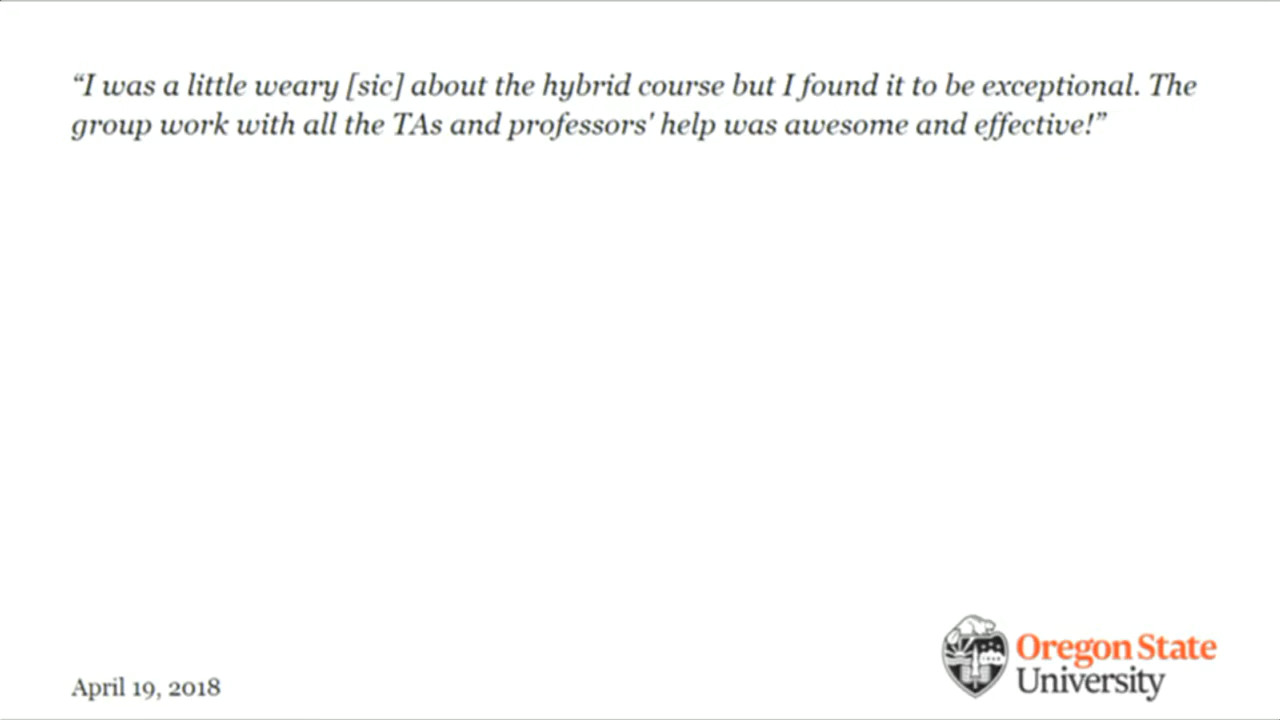 “I was a little weary [sic] about the hybrid course but I found it to be exceptional. The
group work with all the TAs and professors' help was awesome and effective!”
April 19, 2018
Oregon State
University